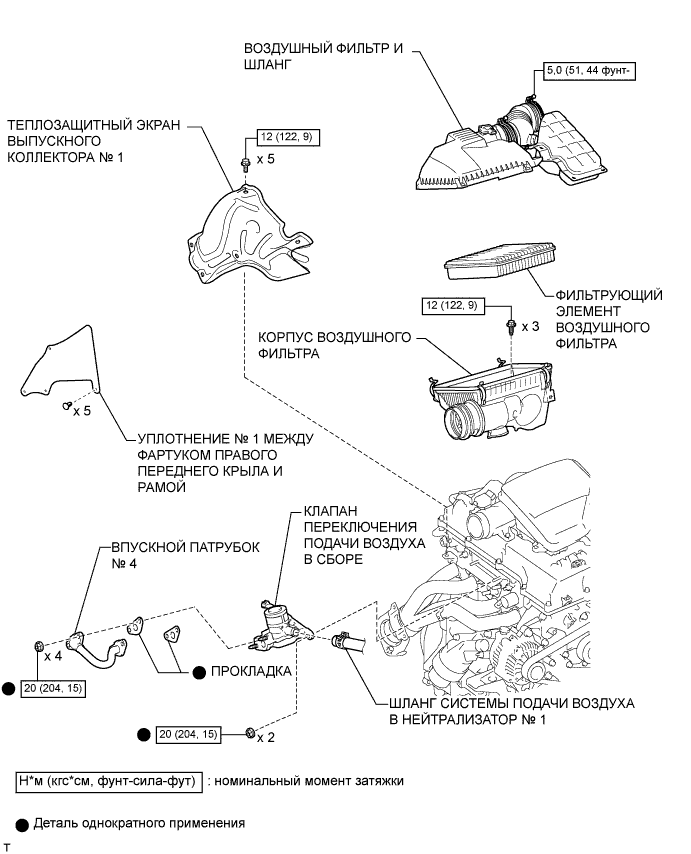 ВОЗДУШНЫЙ ФИЛЬТР И
ШЛАНГ
5,0 (51, 44 фунт-
ТЕПЛОЗАЩИТНЫЙ ЭКРАН
ВЫПУСКНОГО
КОЛЛЕКТОРА № 1
12 (122, 9)
x 5
ФИЛЬТРУЮЩИЙ
ЭЛЕМЕНТ
ВОЗДУШНОГО
ФИЛЬТРА
12 (122, 9)
x 3
КОРПУС ВОЗДУШНОГО
ФИЛЬТРА
x 5
УПЛОТНЕНИЕ № 1 МЕЖДУ
ФАРТУКОМ ПРАВОГО
ПЕРЕДНЕГО КРЫЛА И
РАМОЙ
КЛАПАН
ПЕРЕКЛЮЧЕНИЯ
ПОДАЧИ ВОЗДУХА
В СБОРЕ
ВПУСКНОЙ ПАТРУБОК
№ 4
x 4
20 (204, 15)
ПРОКЛАДКА
ШЛАНГ СИСТЕМЫ ПОДАЧИ ВОЗДУХА
В НЕЙТРАЛИЗАТОР № 1
20 (204, 15)
x 2
Н*м (кгс*см, фунт-сила-фут) : номинальный момент затяжки
Деталь однократного применения
T